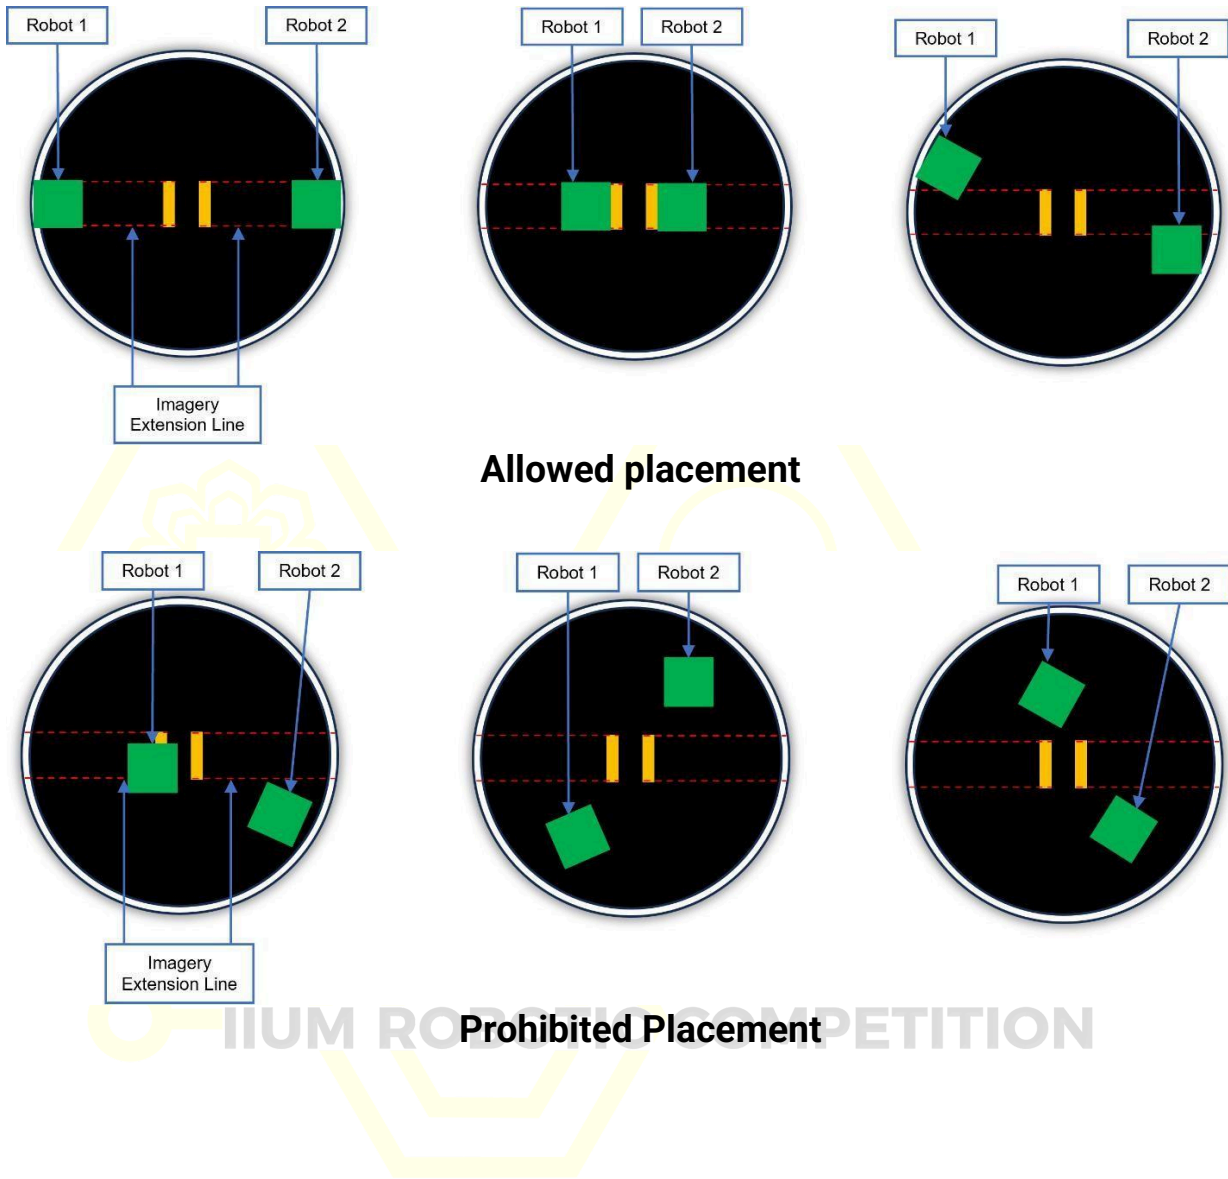 Robot 1
Robot 2
Robot 1
Robot 2
Robot 1
Robot 2
Imagery
Extension Line
Allowed placement
Robot 1
Robot 2
Robot 1
Robot 2
Robot 1
Robot 2
Imagery
Extension Line
Prohibited Placement
IIUM ROBOTIC COMPETITION